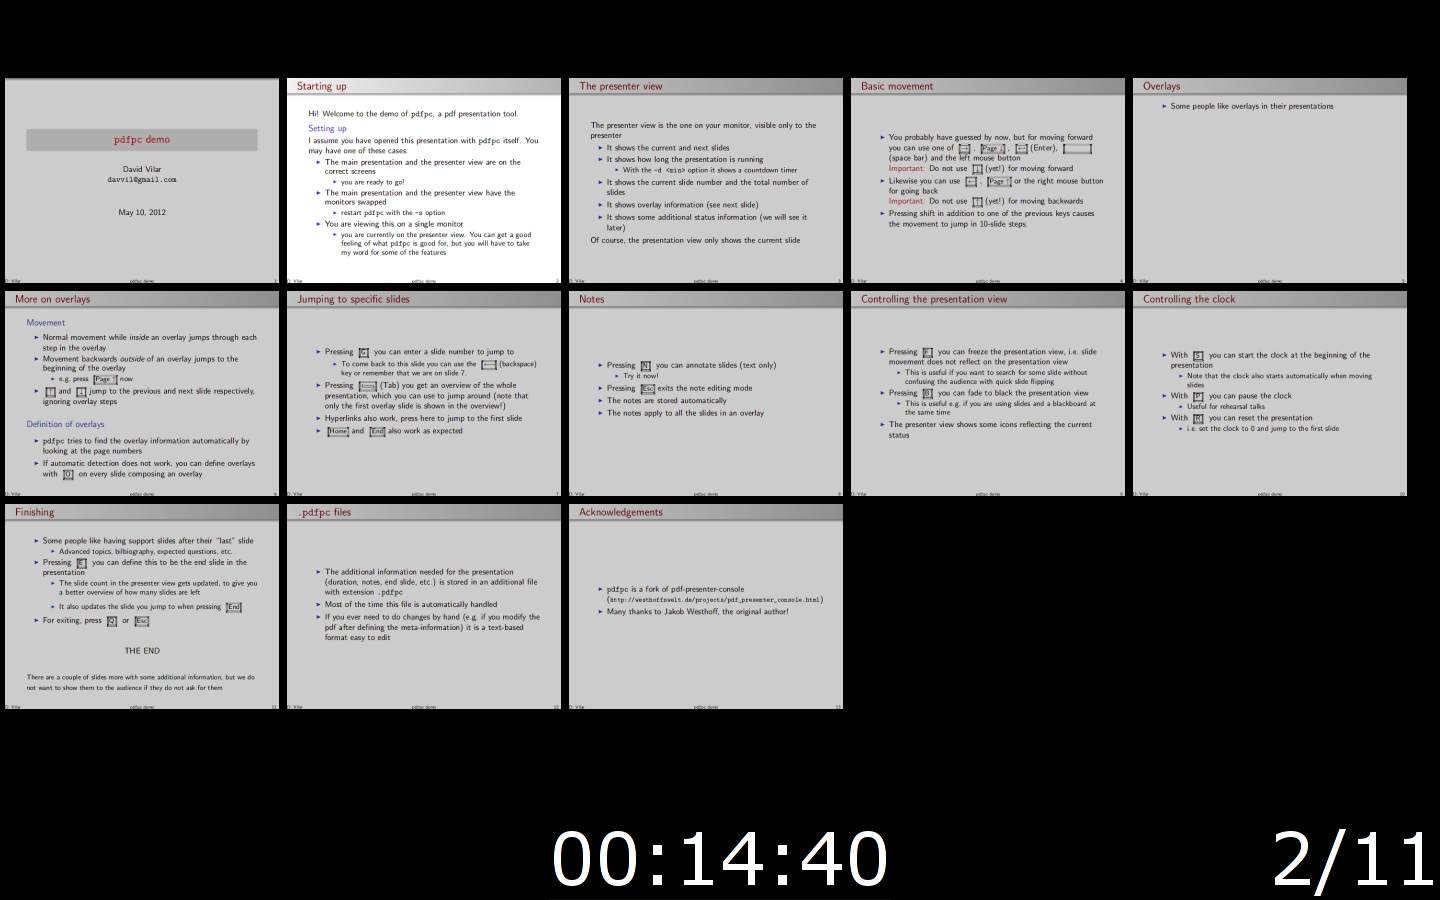 pdfpc demo
David Vilar
davvil@gmail.com
May 10, 2012
D. Vilar pdfpc demo 1
Starting up
Hi! Welcome to the demo of pdfpc, a pdf presentation tool.
Setting up
I assume you have opened this presentation with pdfpc itself. You
may have one of these cases:
The main presentation and the presenter view are on the
correct screens
you are ready to go!
The main presentation and the presenter view have the
monitors swapped
restart pdfpc with the -s option
You are viewing this on a single monitor
you are currently on the presenter view. You can get a good
feeling of what pdfpc is good for, but you will have to take
my word for some of the features
D. Vilar pdfpc demo 2
The presenter view
The presenter view is the one on your monitor, visible only to the
presenter
It shows the current and next slides
It shows how long the presentation is running
With the -d <min> option it shows a countdown timer
It shows the current slide number and the total number of
slides
It shows overlay information (see next slide)
It shows some additional status information (we will see it
later)
Of course, the presentation view only shows the current slide
D. Vilar pdfpc demo 3
Basic movement
You probably have guessed by now, but for moving forward
you can use one of → , Page ↓ , ↵ (Enter),
(space bar) and the left mouse button
Important: Do not use ↓ (yet!) for moving forward
Likewise you can use ← , Page ↑ or the right mouse button
for going back
Important: Do not use ↑ (yet!) for moving backwards
Pressing shift in addition to one of the previous keys causes
the movement to jump in 10-slide steps.
D. Vilar pdfpc demo 4
Overlays
Some people like overlays in their presentations
D. Vilar pdfpc demo 5
More on overlays
Movement
Normal movement while inside an overlay jumps through each
step in the overlay
Movement backwards outside of an overlay jumps to the
beginning of the overlay
e.g. press Page ↑ now
↑ and ↓ jump to the previous and next slide respectively,
ignoring overlay steps
Definition of overlays
pdfpc tries to find the overlay information automatically by
looking at the page numbers
If automatic detection does not work, you can define overlays
with O on every slide composing an overlay
D. Vilar pdfpc demo 6
Jumping to specific slides
Pressing G you can enter a slide number to jump to
To come back to this slide you can use the ← (backspace)
key or remember that we are on slide 7.
Pressing (Tab) you get an overview of the whole
presentation, which you can use to jump around (note that
only the first overlay slide is shown in the overview!)
Hyperlinks also work, press here to jump to the first slide
Home and End also work as expected
D. Vilar pdfpc demo 7
Notes
Pressing N you can annotate slides (text only)
Try it now!
Pressing Esc exits the note editing mode
The notes are stored automatically
The notes apply to all the slides in an overlay
D. Vilar pdfpc demo 8
Controlling the presentation view
Pressing F you can freeze the presentation view, i.e. slide
movement does not reflect on the presentation view
This is useful if you want to search for some slide without
confusing the audience with quick slide flipping
Pressing B you can fade to black the presentation view
This is useful e.g. if you are using slides and a blackboard at
the same time
The presenter view shows some icons reflecting the current
status
D. Vilar pdfpc demo 9
Controlling the clock
With S you can start the clock at the beginning of the
presentation
Note that the clock also starts automatically when moving
slides
With P you can pause the clock
Useful for rehearsal talks
With R you can reset the presentation
i.e. set the clock to 0 and jump to the first slide
D. Vilar pdfpc demo 10
Finishing
Some people like having support slides after their "last" slide
Advanced topics, bilbiography, expected questions, etc.
Pressing E you can define this to be the end slide in the
presentation
The slide count in the presenter view gets updated, to give you
a better overview of how many slides are left
It also updates the slide you jump to when pressing End
For exiting, press Q or Esc
THE END
There are a couple of slides more with some additional information, but we do
not want to show them to the audience if they do not ask for them
D. Vilar pdfpc demo 11
.pdfpc files
The additional information needed for the presentation
(duration, notes, end slide, etc.) is stored in an additional file
with extension .pdfpc
Most of the time this file is automatically handled
If you ever need to do changes by hand (e.g. if you modify the
pdf after defining the meta-information) it is a text-based
format easy to edit
D. Vilar pdfpc demo 12
Acknowledgements
pdfpc is a fork of pdf-presenter-console
(http://westhoffswelt.de/projects/pdf_presenter_console.html)
Many thanks to Jakob Westhoff, the original author!
D. Vilar pdfpc demo 13
00:14:40
2/11